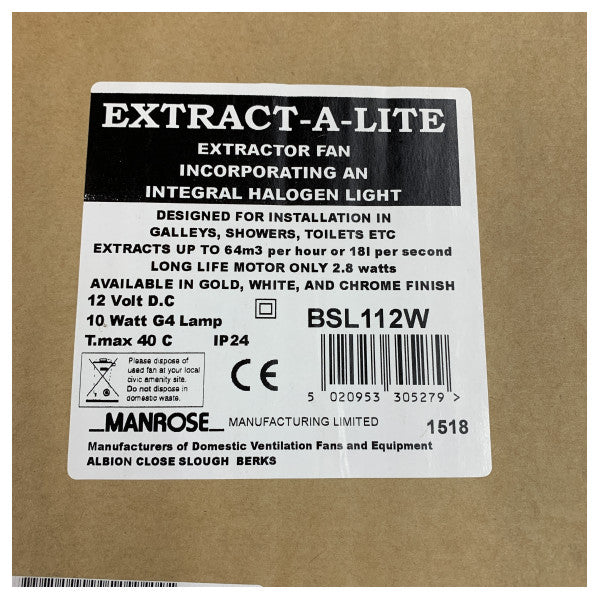 EXTRACT-A-LITE
EXTRACTOR FAN
INCORPORATING AN
INTEGRAL HALOGEN LIGHT
DESIGNED FOR INSTALLATION IN
GALLEYS, SHOWERS, TOILETS ETC
EXTRACTS UP TO 64m3 per hour or 18l per second
LONG LIFE MOTOR ONLY 2.8 watts
AVAILABLE IN GOLD, WHITE, AND CHROME FINISH
12 Volt D.C
10 Watt G4 Lamp
T.max 40 C IP24
BSL112W
Please dispose of
used fan at your local
civic amenity site.
Do not dispose in
domestic waste.
CE
5 020953 305279 >
MANROSE MANUFACTURING LIMITED 1518
Manufacturers of Domestic Ventilation Fans and Equipment
ALBION CLOSE SLOUGH BERKS